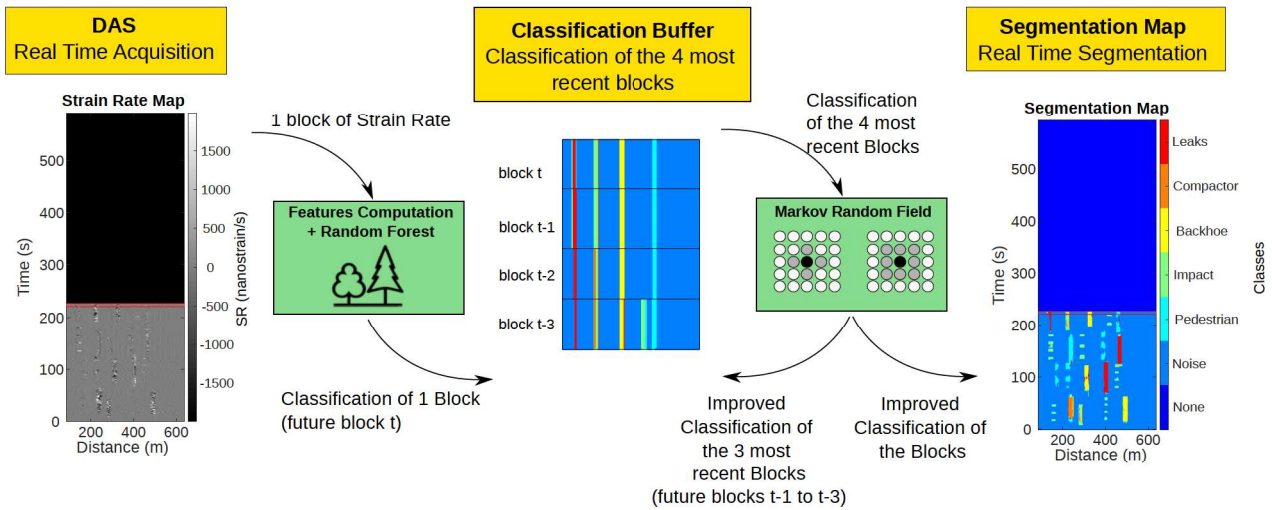 DAS
Real Time Acquisition
Strain Rate Map
500
400
300
200
100
0
Time (s)
200 400 600
Distance (m)
1500
1000
500
0
-500
-1000
-1500
SR (nanostrain/s)
1 block of Strain Rate
Features Computation
+ Random Forest
Classification of 1 Block
(future block t)
Classification Buffer
Classification of the 4 most
recent blocks
block t
block t-1
block t-2
block t-3
Classification
of the 4 most
recent Blocks
Markov Random Field
Improved
Classification of
the 3 most
recent Blocks
(future blocks t-1 to t-3)
Improved
Classification of
the Blocks
Segmentation Map
Real Time Segmentation
Segmentation Map
500
400
300
200
100
0
Time (s)
200 400 600
Distance (m)
Leaks
Compactor
Backhoe
Impact
Pedestrian
Noise
None
Classes